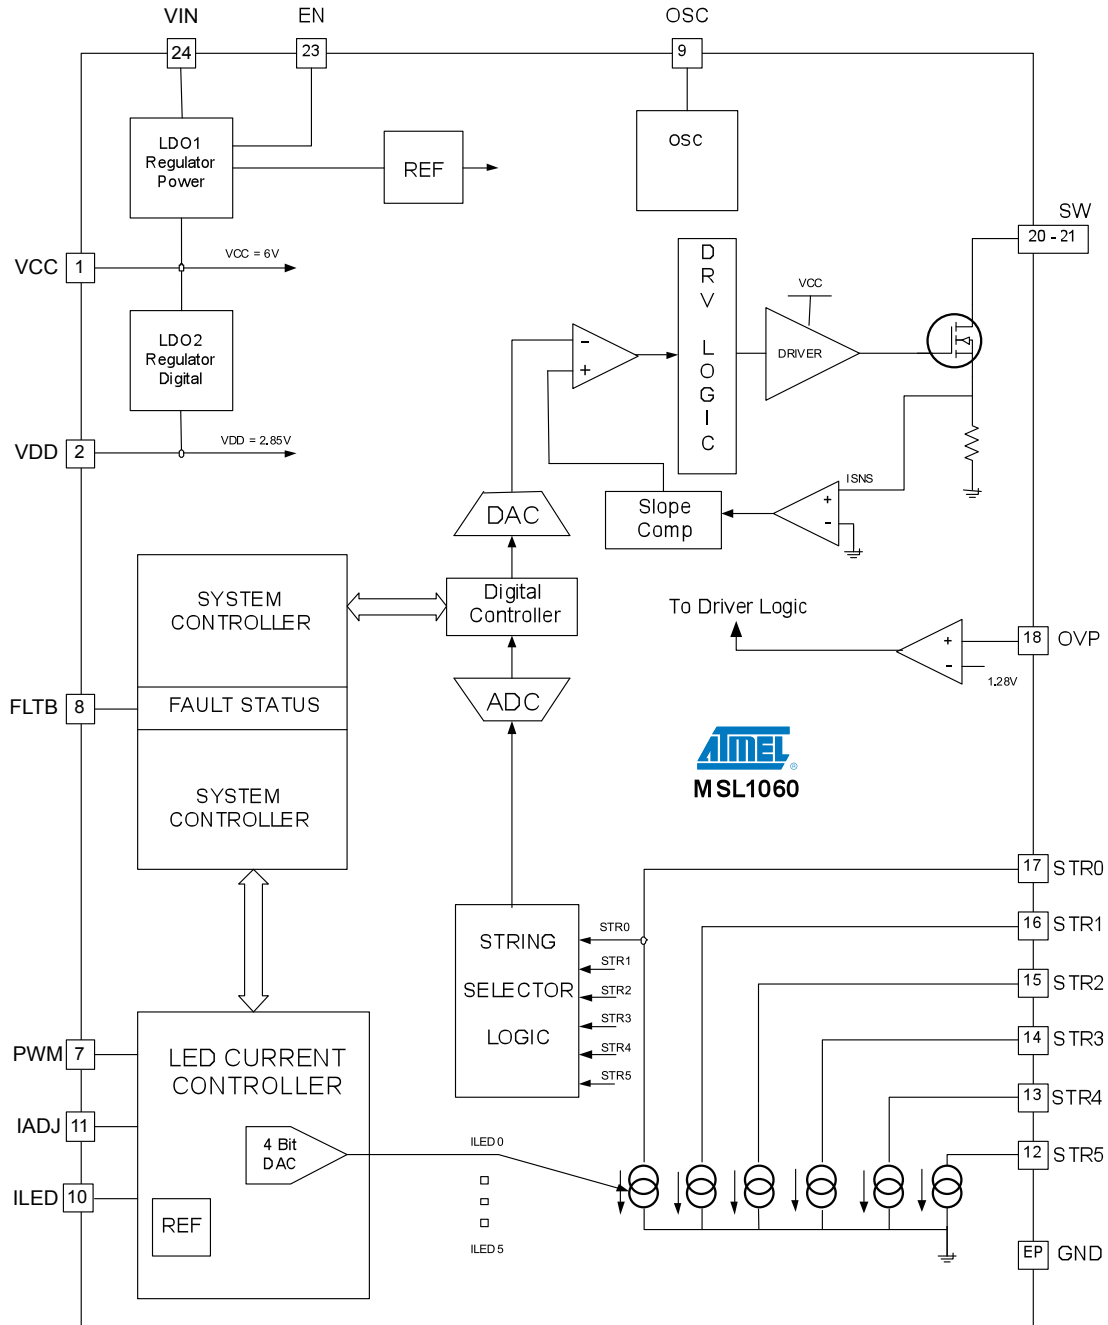 VIN
EN
OSC
24
23
9
LDO1
Regulator
Power
REF
OSC
SW
20 - 21
VCC
1
VCC = 6V
LDO2
Regulator
Digital
VDD
2
VDD = 2.85V
DRV LOGIC
VCC
DRIVER
-
+
ISNS
+
-
Slope
Comp
DAC
Digital
Controller
ADC
SYSTEM
CONTROLLER
FLTB
8
FAULT STATUS
SYSTEM
CONTROLLER
To Driver Logic
+
-
1.28V
18
OVP
ATMEL
®
MSL1060
17
STR0
16
STR1
15
STR2
14
STR3
13
STR4
12
STR5
STRING
SELECTOR
LOGIC
STR0
STR1
STR2
STR3
STR4
STR5
PWM
7
IADJ
11
ILED
10
LED CURRENT
CONTROLLER
4 Bit
DAC
REF
ILED 0
ILED 5
EP
GND